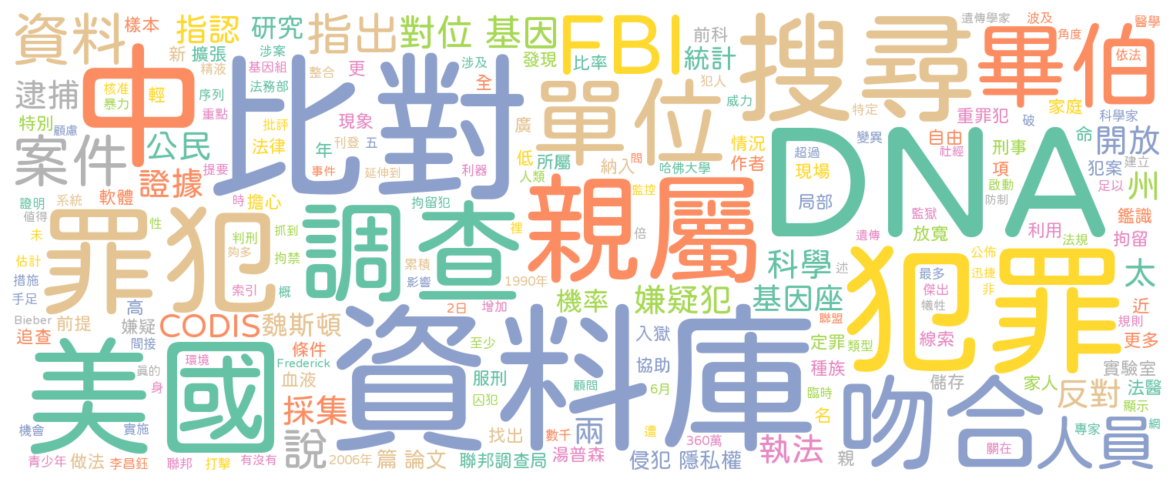 資料 樣本 指認 研究 指出 對位 基因 FBI 前科 遺傳學家 波及 醫學
新 擴張 涉案 發現 比率 統計 搜尋 角度 畢伯
中 精液 基因組 整合 更 涉及 全 犯人 依法
逮捕 核准 暴力 輕 序列 法務部 比對 單位 威力 特定 重罪犯 家庭 科學家
特別 顧慮 重點 批評 現象 刊登 利器 廣 DNA 變異 自由 破 命 開放
案件 公民 提要 法律 年 五 事件 延伸到 低 所屬 納入 間 情況 作者 超過 社經 刑事 犯案 建立
證據 軟體 人類 親屬 監控 哈佛大學 現場 項 啟動 足以 州
證明 系統 時 擔心 拘留犯 局部 監獄 防制 鑑識
值得 未 罪犯 性 判刑 抓到 調查 裡 倍 遺傳 放寬 利用 法規 拘留
估計 夠多 拘禁 累積 科學 述 犯罪 最多 公佈 迅捷 太
措施 手足 索引 概 影響 1990年 機率 嫌疑犯 基因座 傑出 非 近
Bieber 高 CODIS 魏斯頓 2日 增加 聯盟 犧牲 規則
追查 前提 嫌疑 間接 條件 資料庫 至少 入獄 定罪 類型 線索 更多
美國 環境 Frederick 服刑 協助 種族 吻合 實驗室
真的 身 血液 囚犯 顧問 6月 臨時 儲存 家人 反對 法醫
採集 名 顯示
機會 實施 說 找出 數千 兩 遭 360萬 執法 人員 專家 網
青少年 做法 李昌鈺 聯邦 打擊 有沒有 2006年 篇 論文 聯邦調查局 湯普森 侵犯 隱私權 親 關在